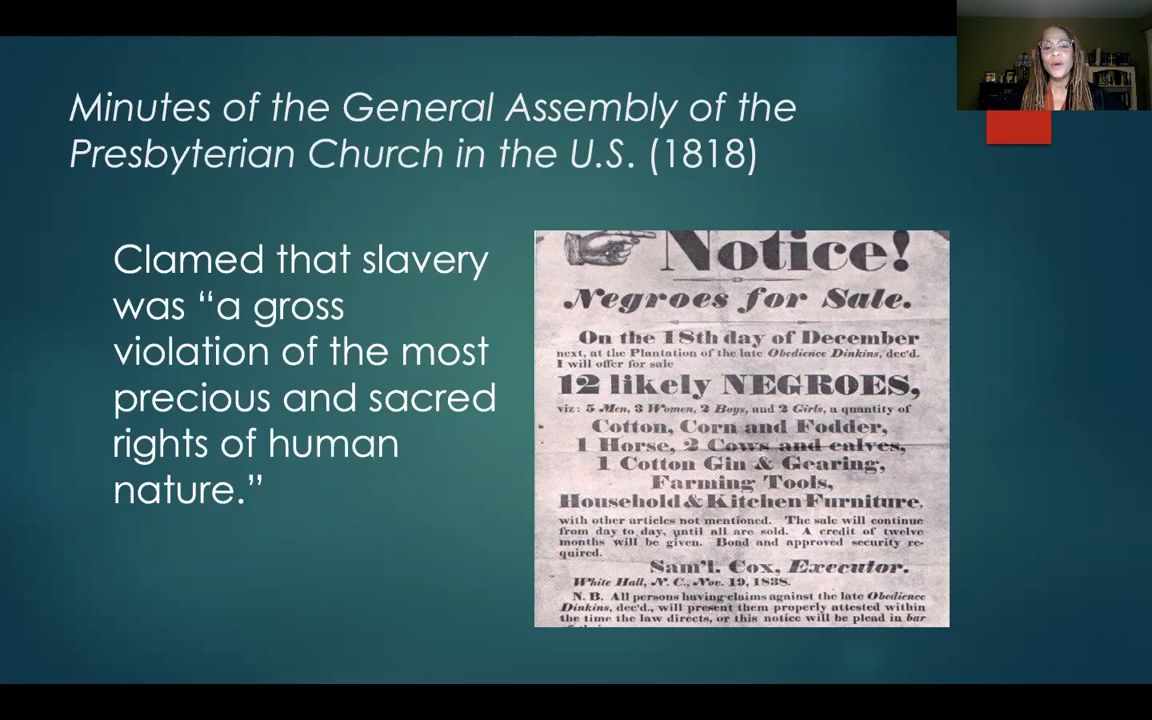 Minutes of the General Assembly of the
Presbyterian Church in the U.S. (1818)
Clamed that slavery
was “a gross
violation of the most
precious and sacred
rights of human
nature.”
Notice!
Negroes for Sale.
On the 18th day of December
next, at the Plantation of the late Obedience Dinkins, dec'd.
I will offer for sale
12 likely NEGROES,
viz: 5 Men, 3 Women, 2 Boys, and 2 Girls, a quantity of
Cotton, Corn and Fodder,
1 Horse, 2 Cows and calves,
1 Cotton Gin & Gearing,
Farming Tools,
Household & Kitchen Furniture,
with other articles not mentioned. The sale will continue
from day to day, until all are sold. A credit of twelve
months will be given. Bond and approved security re-
quired.
Sam'l. Cox, Executor.
White Hall, N. C., Nov. 19, 1838.
N. B. All persons having claims against the late Obedience
Dinkins, dec'd., will present them properly attested within
the time the law directs, or this notice will be plead in bar